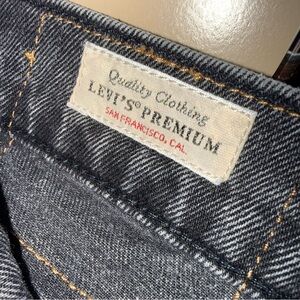 Quality Clothing
LEVI'S® PREMIUM
SAN FRANCISCO, CAL